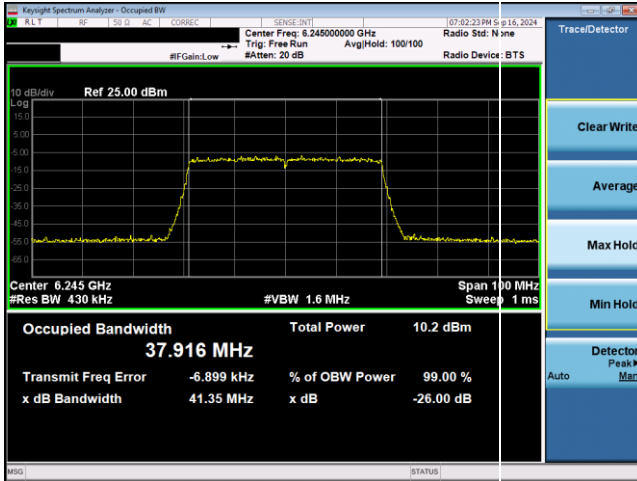 Keysight Spectrum Analyzer - Occupied BW
LXI RLT RF 50 Ω AC CORREC SENSE:INT 07:02:23 PM Sep 16, 2024
Center Freq: 6.245000000 GHz Radio Std: None
Trig: Free Run Avg|Hold: 100/100
#IFGain:Low #Atten: 20 dB Radio Device: BTS
Trace/Detector
10 dB/div Ref 25.00 dBm
Log
15.0
5.00
-5.00
-15.0
-25.0
-35.0
-45.0
-55.0
-65.0
Center 6.245 GHz Span 100 MHz
#Res BW 430 kHz #VBW 1.6 MHz Sweep 1 ms
Occupied Bandwidth Total Power 10.2 dBm
37.916 MHz
Transmit Freq Error -6.899 kHz % of OBW Power 99.00 %
x dB Bandwidth 41.35 MHz x dB -26.00 dB
Clear Write
Average
Max Hold
Min Hold
Detector
Peak▶
Auto Man
MSG STATUS